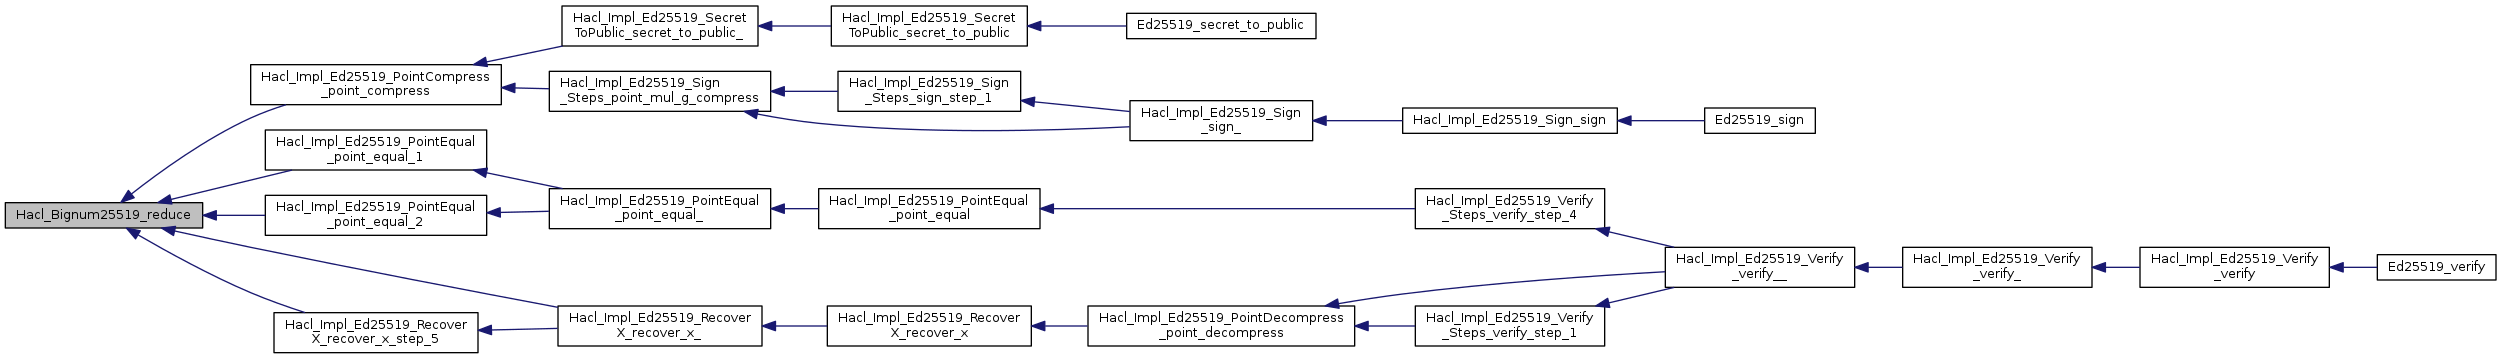 Hacl_Bignum25519_reduce
Hacl_Impl_Ed25519_PointCompress
_point_compress
Hacl_Impl_Ed25519_Secret
ToPublic_secret_to_public_
Hacl_Impl_Ed25519_Secret
ToPublic_secret_to_public
Ed25519_secret_to_public
Hacl_Impl_Ed25519_Sign
_Steps_point_mul_g_compress
Hacl_Impl_Ed25519_Sign
_Steps_sign_step_1
Hacl_Impl_Ed25519_Sign
_sign_
Hacl_Impl_Ed25519_Sign_sign
Ed25519_sign
Hacl_Impl_Ed25519_PointEqual
_point_equal_1
Hacl_Impl_Ed25519_PointEqual
_point_equal_2
Hacl_Impl_Ed25519_PointEqual
_point_equal_
Hacl_Impl_Ed25519_PointEqual
_point_equal
Hacl_Impl_Ed25519_Verify
_Steps_verify_step_4
Hacl_Impl_Ed25519_Verify
_verify__
Hacl_Impl_Ed25519_Verify
_verify_
Hacl_Impl_Ed25519_Verify
_verify
Ed25519_verify
Hacl_Impl_Ed25519_Recover
X_recover_x_step_5
Hacl_Impl_Ed25519_Recover
X_recover_x_
Hacl_Impl_Ed25519_Recover
X_recover_x
Hacl_Impl_Ed25519_PointDecompress
_point_decompress
Hacl_Impl_Ed25519_Verify
_Steps_verify_step_1